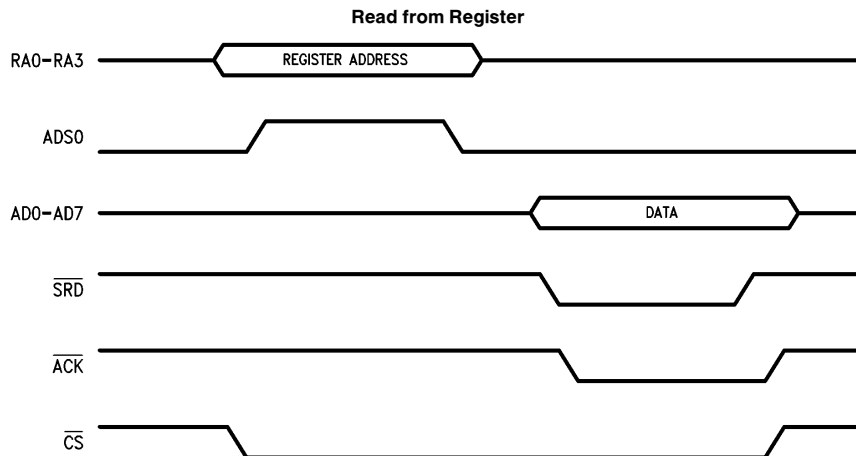 Read from Register
RA0-RA3
REGISTER ADDRESS
ADS0
AD0-AD7
DATA
SRD
ACK
CS